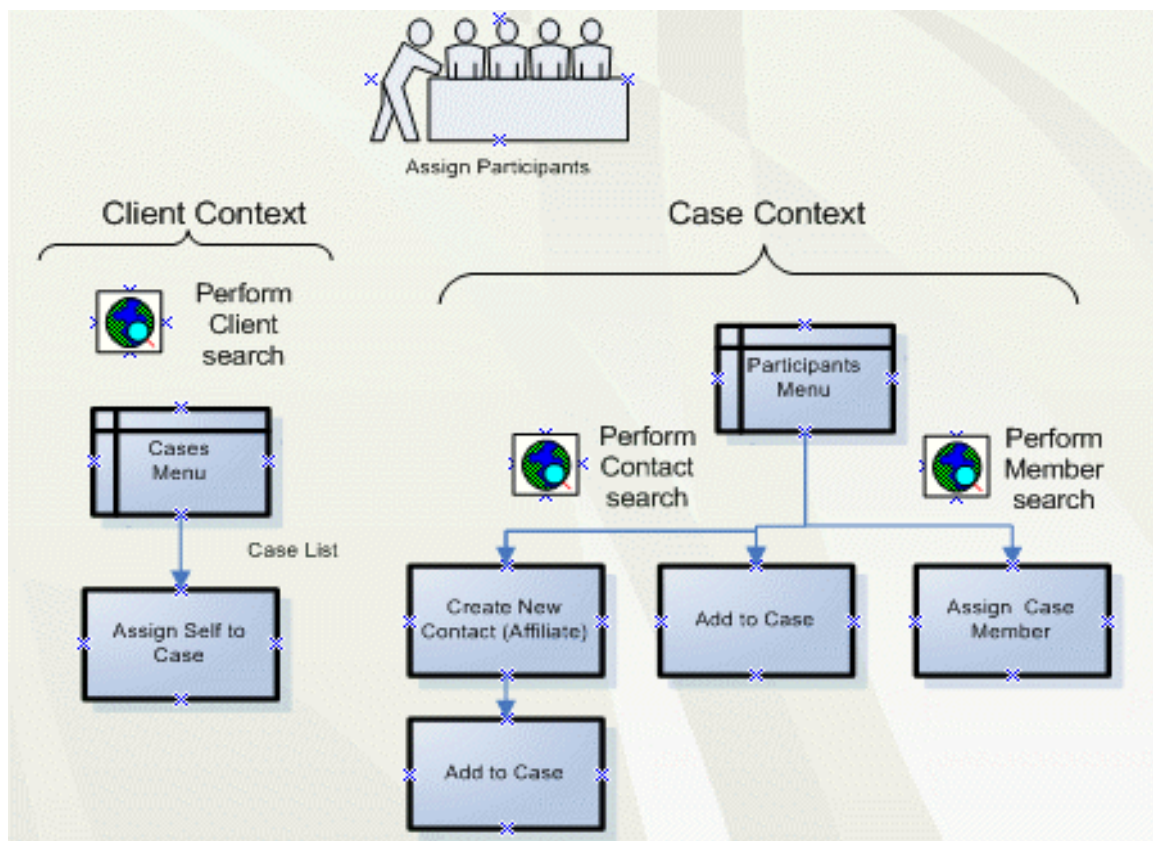 Assign Participants
Client Context
Case Context
Perform
Client
search
Participants
Menu
Cases
Menu
Perform
Contact
search
Perform
Member
search
Case List
Assign Self to
Case
Create New
Contact (Affiliate)
Add to Case
Assign Case
Member
Add to Case